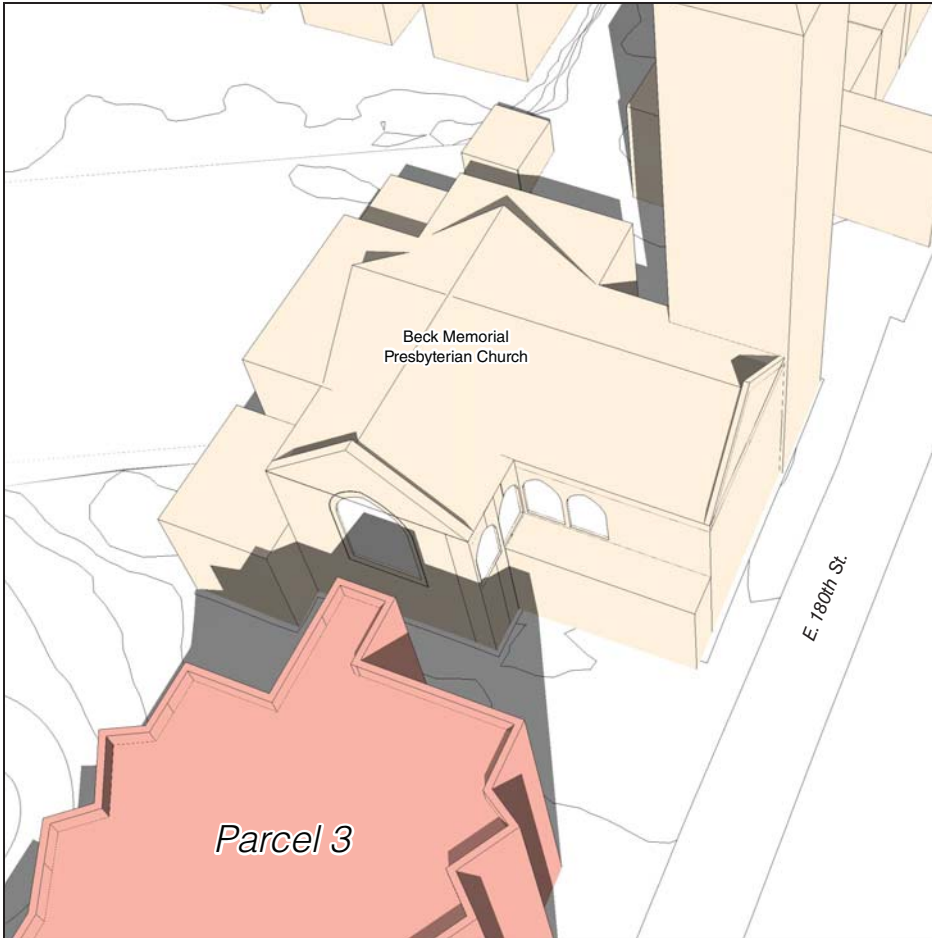 Beck Memorial
Presbyterian Church
E. 180th St.
Parcel 3